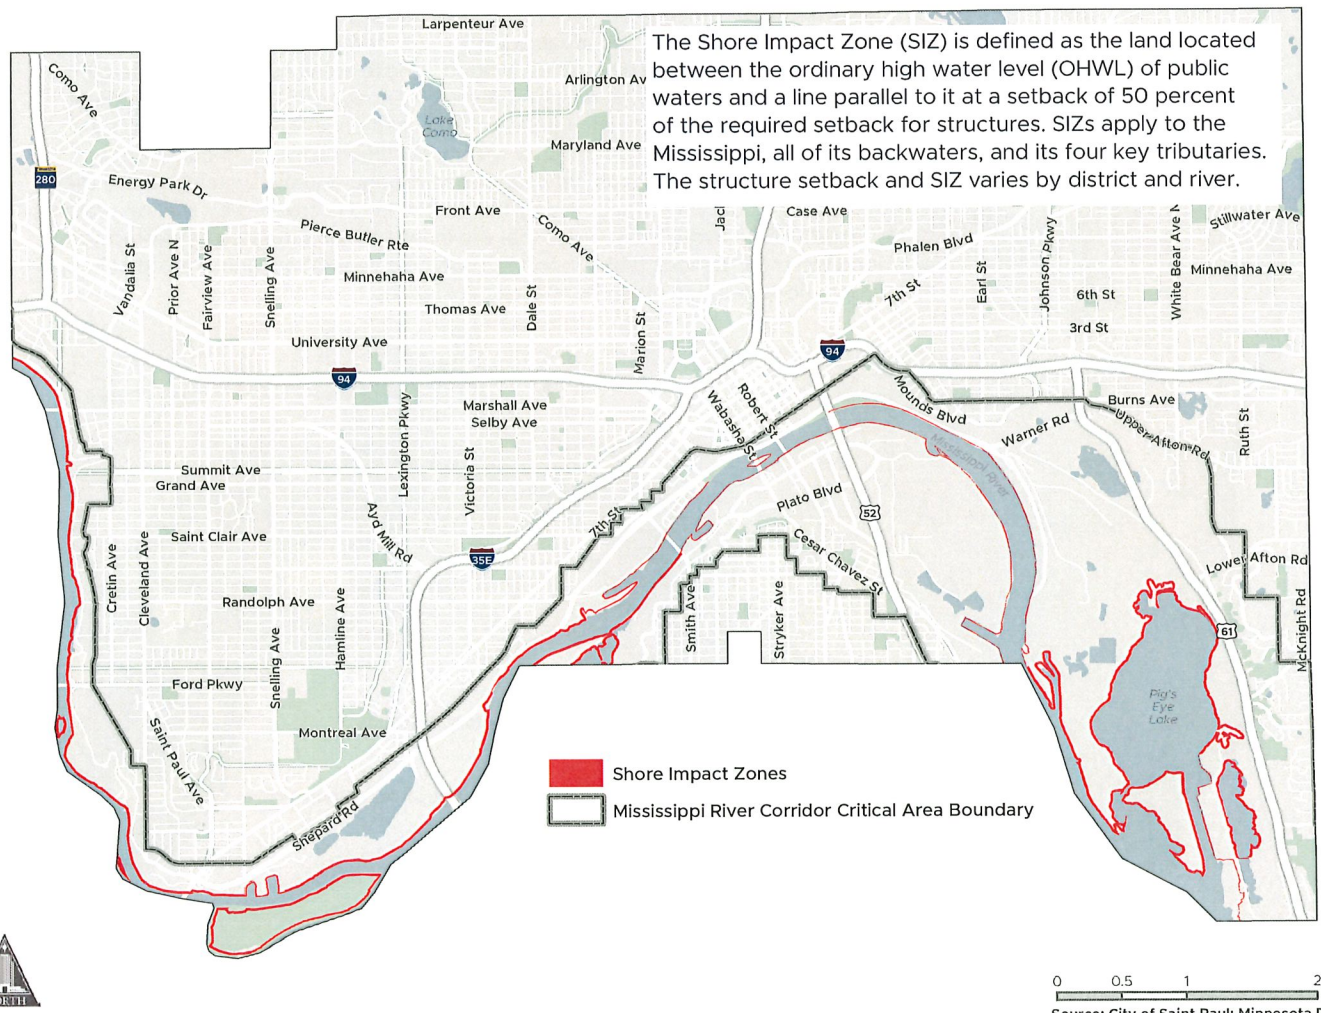 Larpenteur Ave
The Shore Impact Zone (SIZ) is defined as the land located
between the ordinary high water level (OHWL) of public
waters and a line parallel to it at a setback of 50 percent
of the required setback for structures. SIZs apply to the
Mississippi, all of its backwaters, and its four key tributaries.
The structure setback and SIZ varies by district and river.
Como Ave
Arlington Av
Lake
Como
Maryland Ave
280
Energy Park Dr
Front Ave
Jac
Case Ave
Stillwater Ave
Pierce Butler Rte
Como Ave
Phalen Blvd
Vandalia St
Prior Ave N
Fairview Ave
Snelling Ave
Minnehaha Ave
Earl St
Johnson Pkwy
White Bear Ave N
Minnehaha Ave
7th St
6th St
Thomas Ave
Dale St
Marion St
3rd St
University Ave
94
94
Mounds Blvd
Burns Ave
Robert St
Wabasha St
Marshall Ave
Selby Ave
Lexington Pkwy
Victoria St
Warner Rd
Upper Afton Rd
Ruth St
Mississippi River
Summit Ave
Grand Ave
Plato Blvd
52
7th St
Ayd Mill Rd
Saint Clair Ave
35E
Cesar Chavez St
Lower Afton Rd
Cretin Ave
Cleveland Ave
Randolph Ave
Hamline Ave
Smith Ave
Stryker Ave
McKnight Rd
61
Snelling Ave
Ford Pkwy
Pig's
Eye
Lake
Saint Paul Ave
Montreal Ave
Shore Impact Zones
Mississippi River Corridor Critical Area Boundary
Shepard Rd
ORTH
0 0.5 1 2
Source: City of Saint Paul; Minnesota